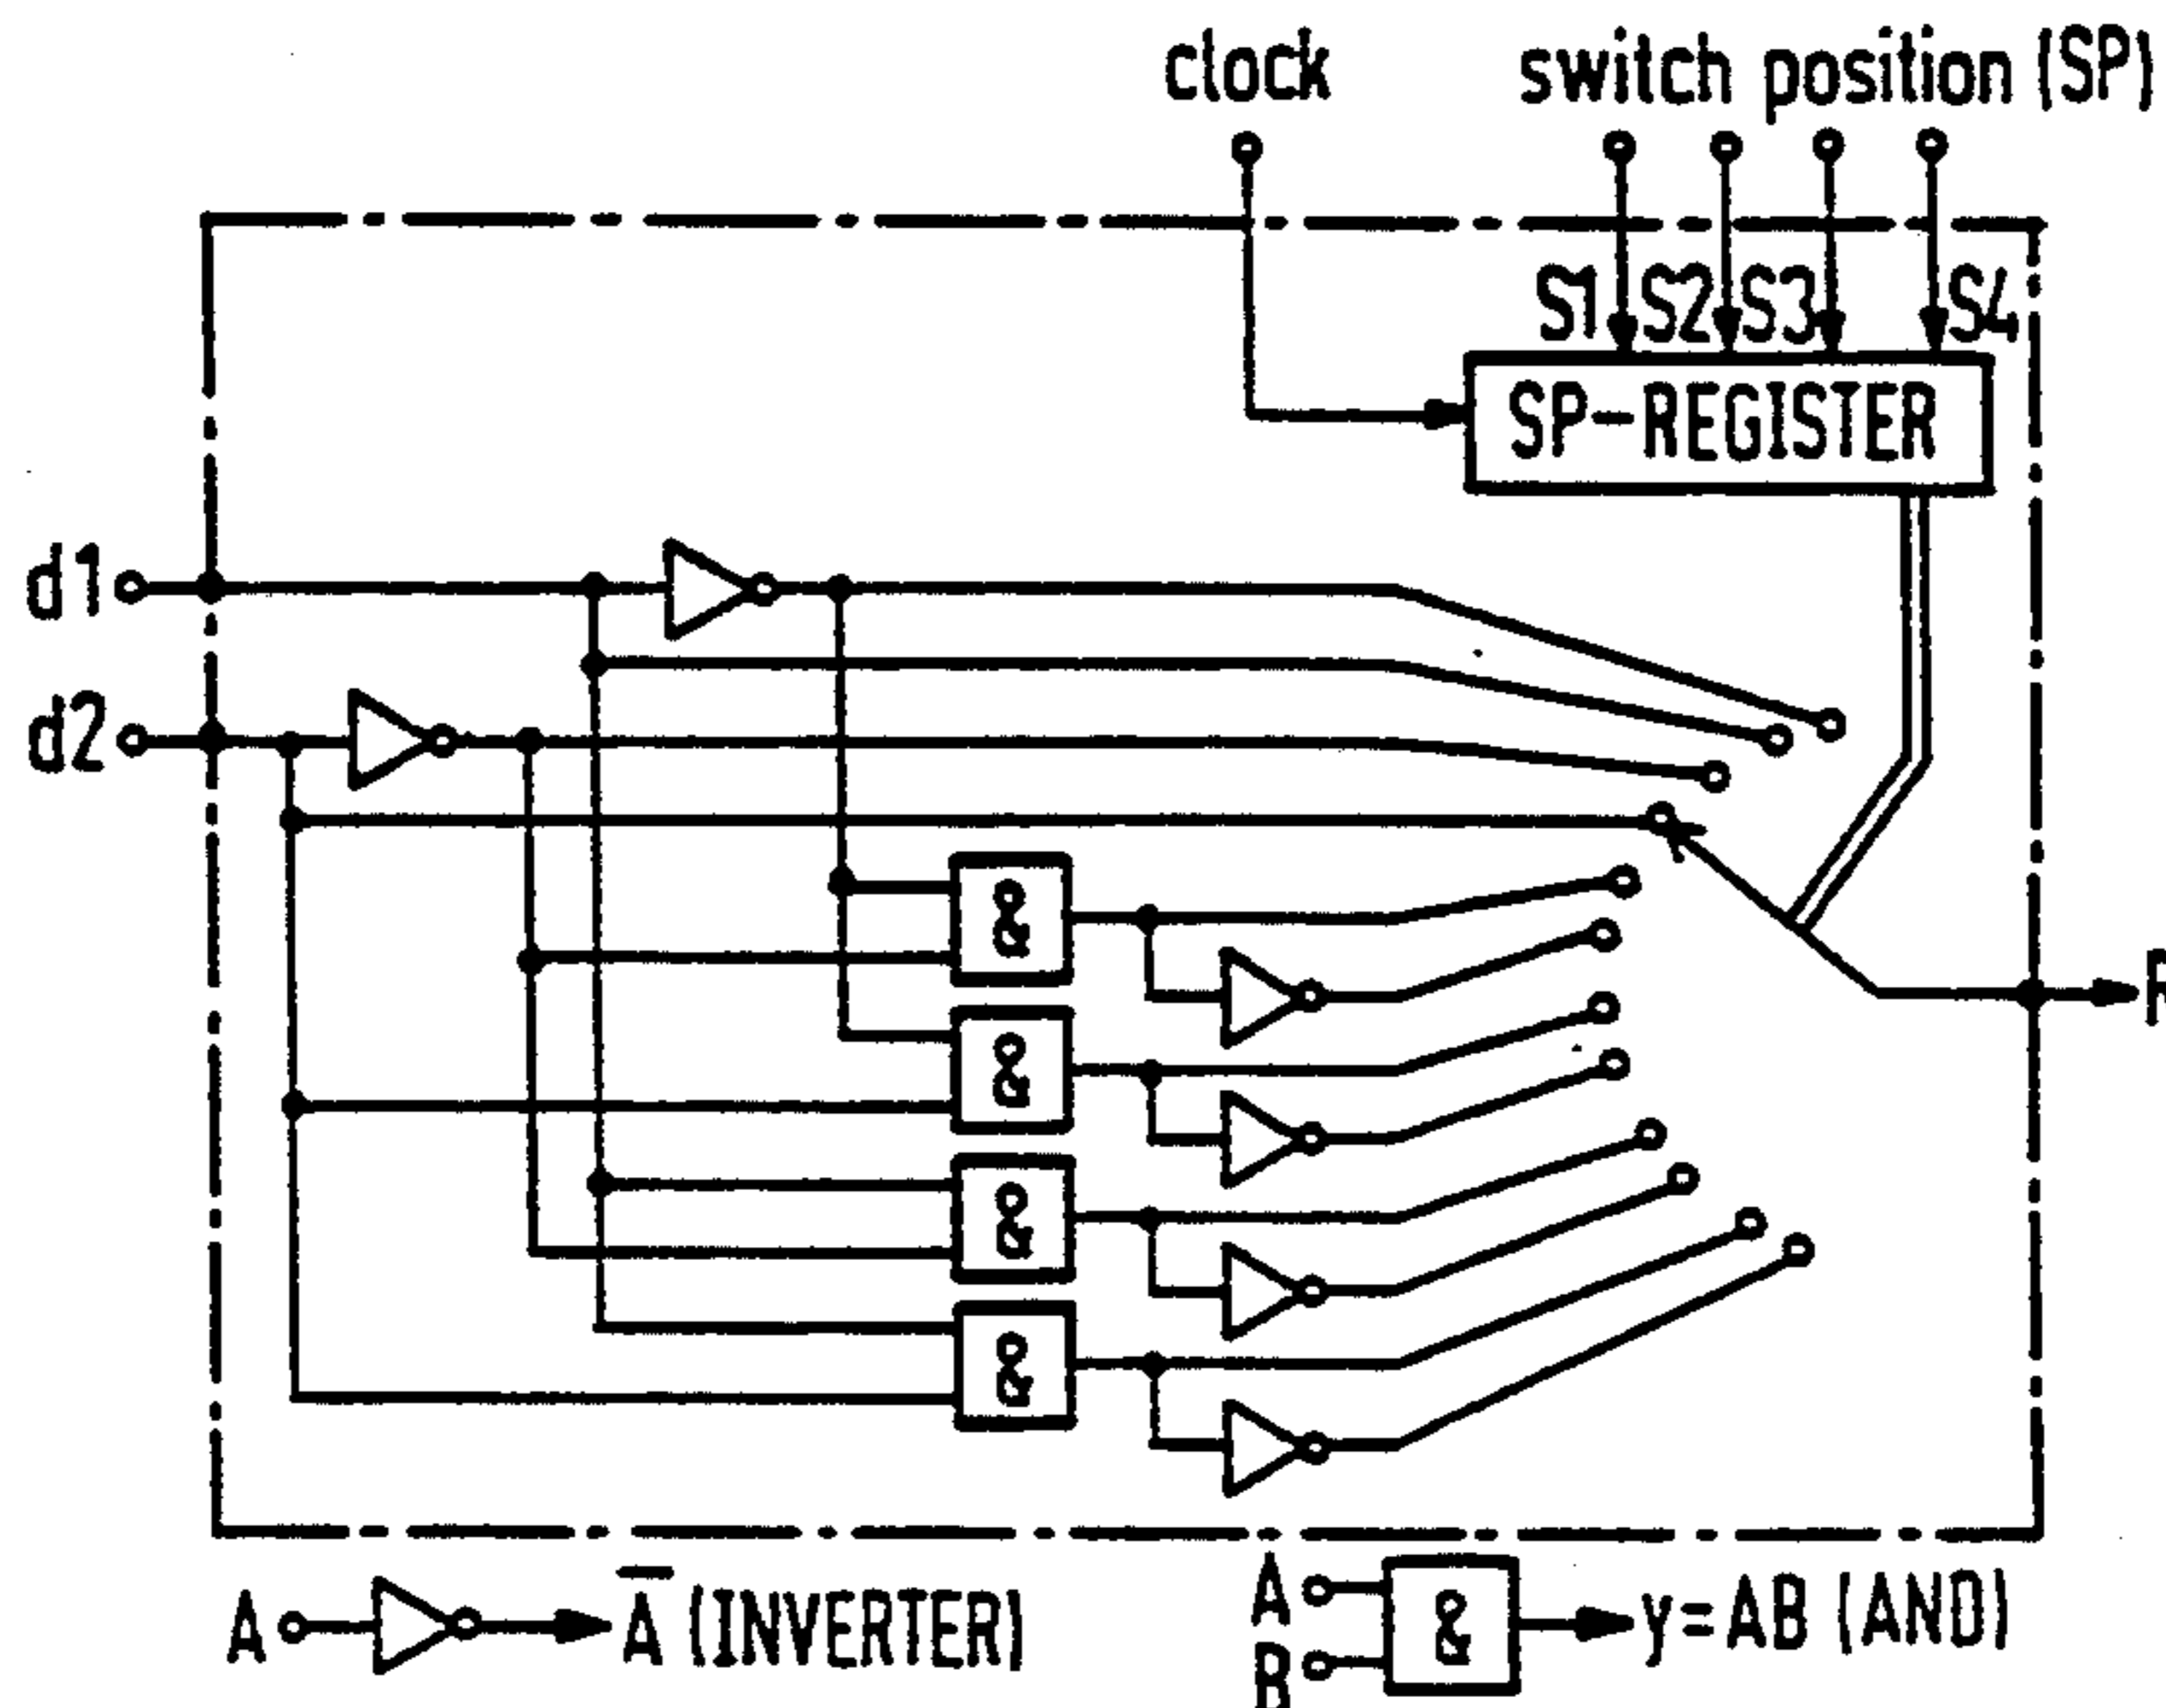 clock
switch position (SP)
S1 S2 S3 S4
SP-REGISTER
d1
d2
&
&
&
&
R
A
A̅ (INVERTER)
A
B
&
y=AB (AND)